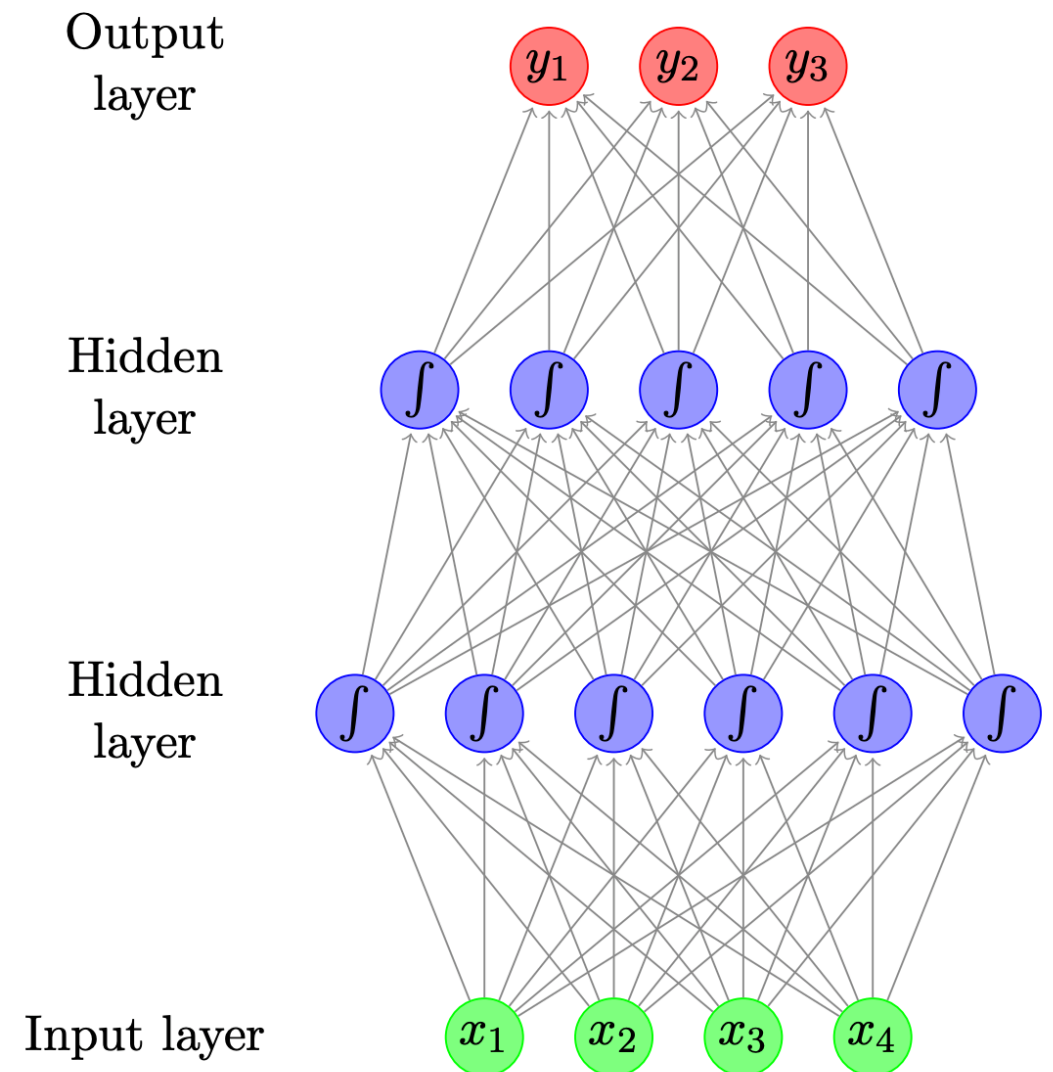 Output
layer
y₁ y₂ y₃
Hidden
layer
∫ ∫ ∫ ∫ ∫
Hidden
layer
∫ ∫ ∫ ∫ ∫ ∫
Input layer
x₁ x₂ x₃ x₄